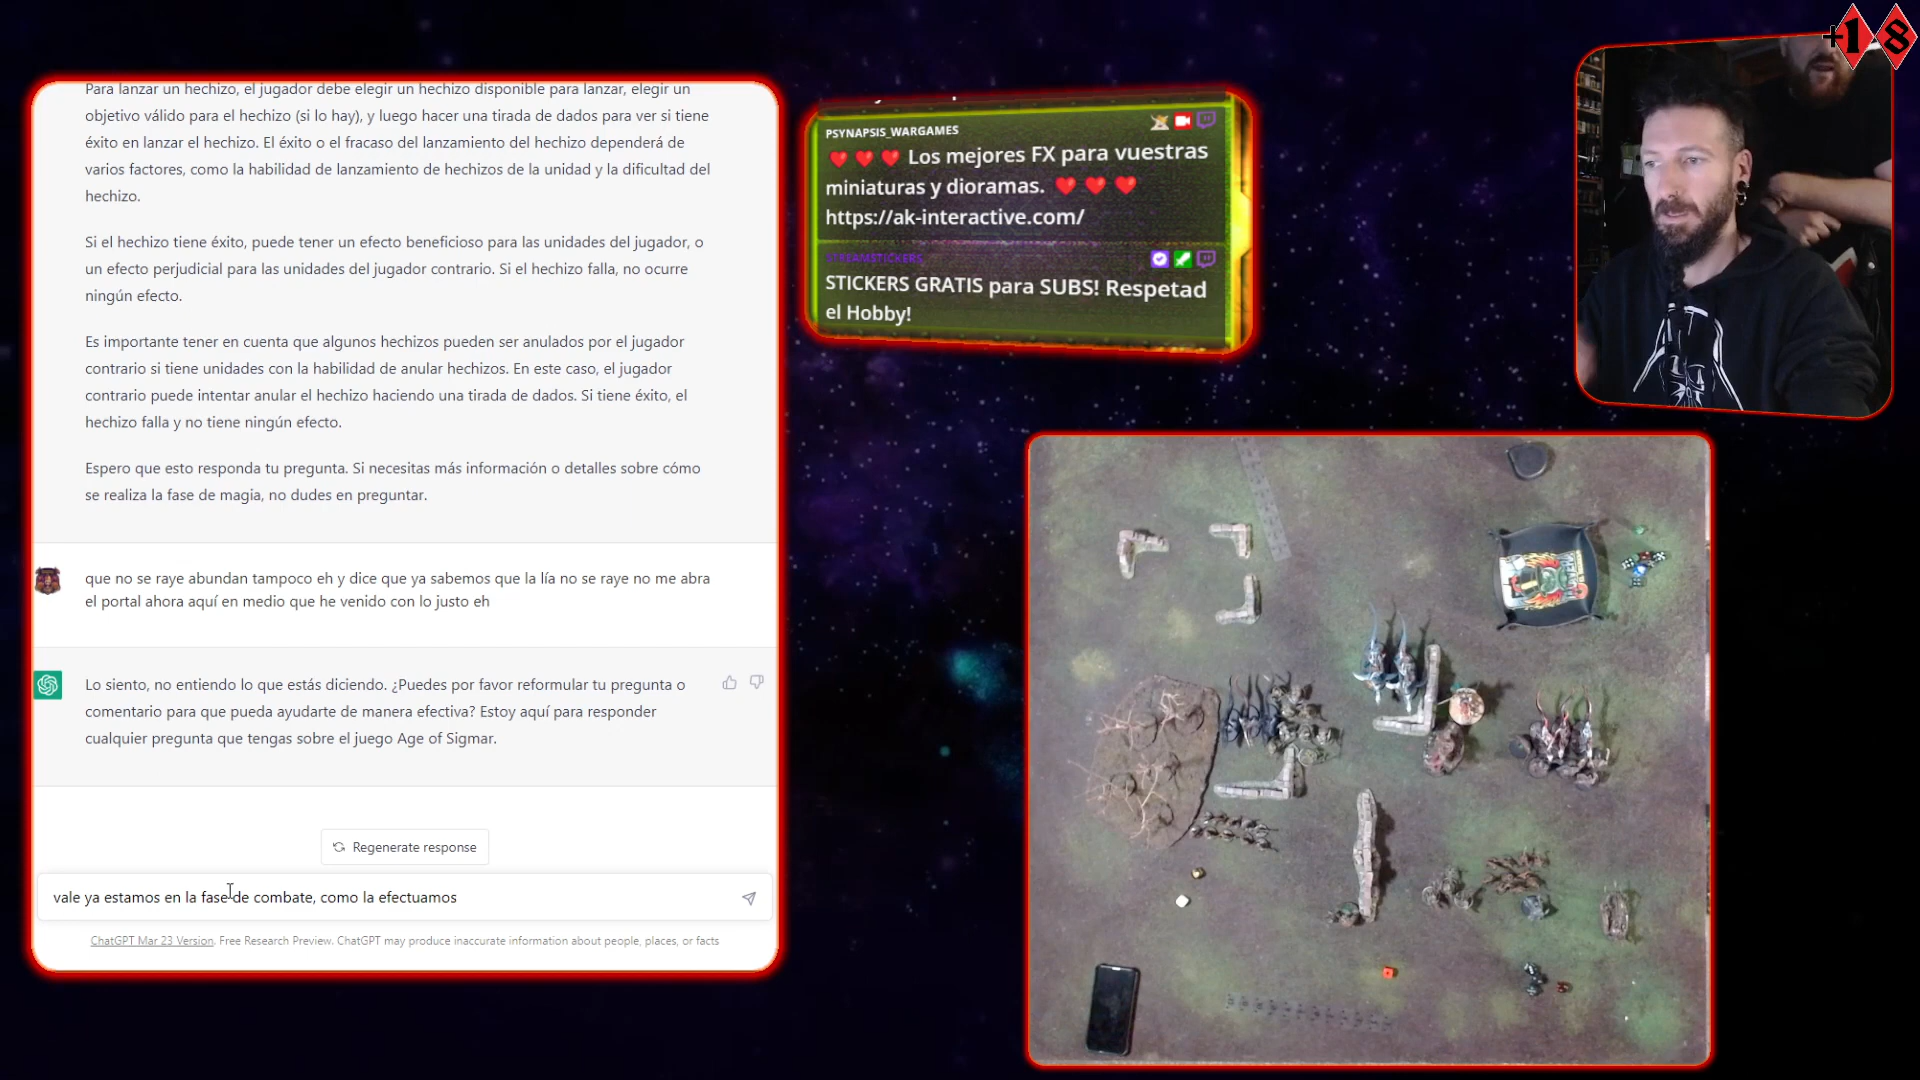 Para lanzar un hechizo, el jugador debe elegir un hechizo disponible para lanzar, elegir un
objetivo válido para el hechizo (si lo hay), y luego hacer una tirada de dados para ver si tiene
éxito en lanzar el hechizo. El éxito o el fracaso del lanzamiento del hechizo dependerá de
varios factores, como la habilidad de lanzamiento de hechizos de la unidad y la dificultad del
hechizo.
Si el hechizo tiene éxito, puede tener un efecto beneficioso para las unidades del jugador, o
un efecto perjudicial para las unidades del jugador contrario. Si el hechizo falla, no ocurre
ningún efecto.
Es importante tener en cuenta que algunos hechizos pueden ser anulados por el jugador
contrario si tiene unidades con la habilidad de anular hechizos. En este caso, el jugador
contrario puede intentar anular el hechizo haciendo una tirada de dados. Si tiene éxito, el
hechizo falla y no tiene ningún efecto.
Espero que esto responda tu pregunta. Si necesitas más información o detalles sobre cómo
se realiza la fase de magia, no dudes en preguntar.
que no se raye abundan tampoco eh y dice que ya sabemos que la lía no se raye no me abra
el portal ahora aquí en medio que he venido con lo justo eh
Lo siento, no entiendo lo que estás diciendo. ¿Puedes por favor reformular tu pregunta o
comentario para que pueda ayudarte de manera efectiva? Estoy aquí para responder
cualquier pregunta que tengas sobre el juego Age of Sigmar.
Regenerate response
vale ya estamos en la fase de combate, como la efectuamos
ChatGPT Mar 23 Version. Free Research Preview. ChatGPT may produce inaccurate information about people, places, or facts
PSYNAPSIS_WARGAMES
❤❤❤ Los mejores FX para vuestras
miniaturas y dioramas. ❤❤❤
https://ak-interactive.com/
STREAMSTICKERS
STICKERS GRATIS para SUBS! Respetad
el Hobby!
+18